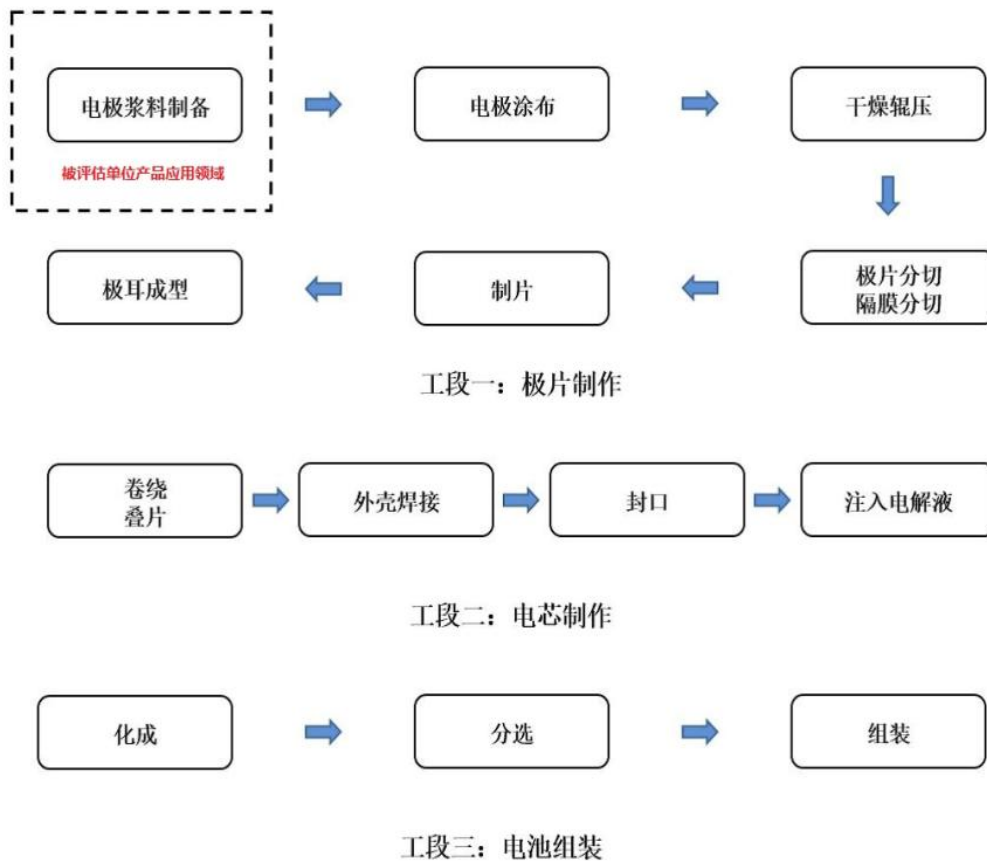 电极浆料制备
电极涂布
干燥辊压
被评估单位产品应用领域
极耳成型
制片
极片分切
隔膜分切
工段一：极片制作
卷绕
叠片
外壳焊接
封口
注入电解液
工段二：电芯制作
化成
分选
组装
工段三：电池组装